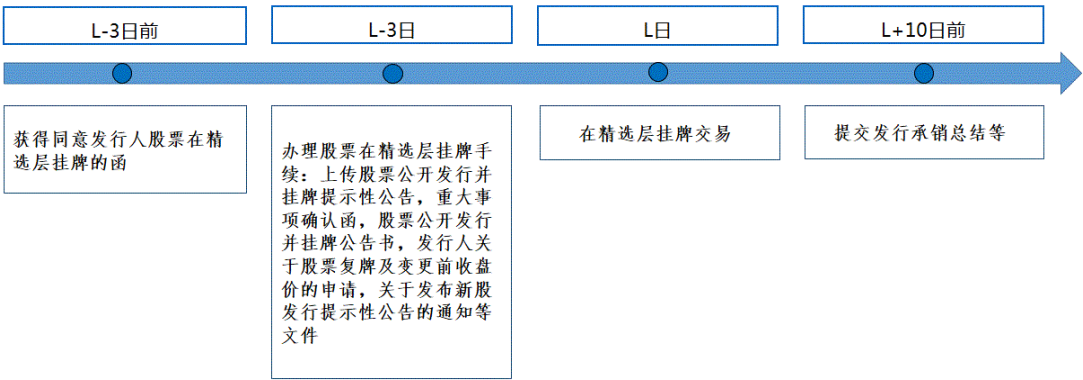 L-3日前
L-3日
L日
L+10日前
获得同意发行人股票在精
选层挂牌的函
办理股票在精选层挂牌手
续：上传股票公开发行并
挂牌提示性公告，重大事
项确认函，股票公开发行
并挂牌公告书，发行人关
于股票复牌及变更前收盘
价的申请，关于发布新股
发行提示性公告的通知等
文件
在精选层挂牌交易
提交发行承销总结等